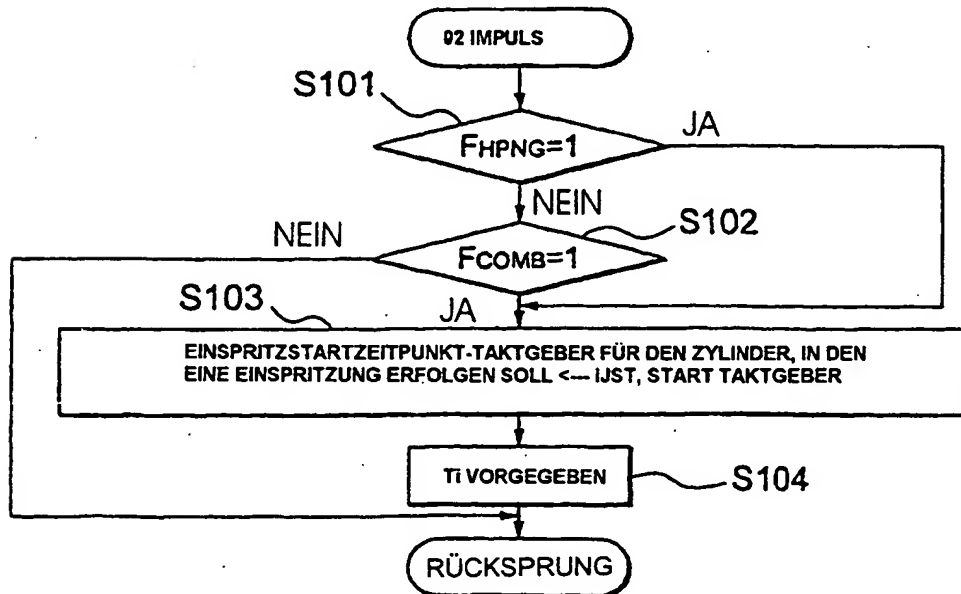 θ2 IMPULS
S101
FHPNG=1
JA
NEIN
S102
NEIN
FCOMB=1
S103
JA
EINSPRITZSTARTZEITPUNKT-TAKTGEBER FÜR DEN ZYLINDER, IN DEN
EINE EINSPRITZUNG ERFOLGEN SOLL <--- IJST, START TAKTGEBER
Ti VORGEGEBEN
S104
RÜCKSPRUNG